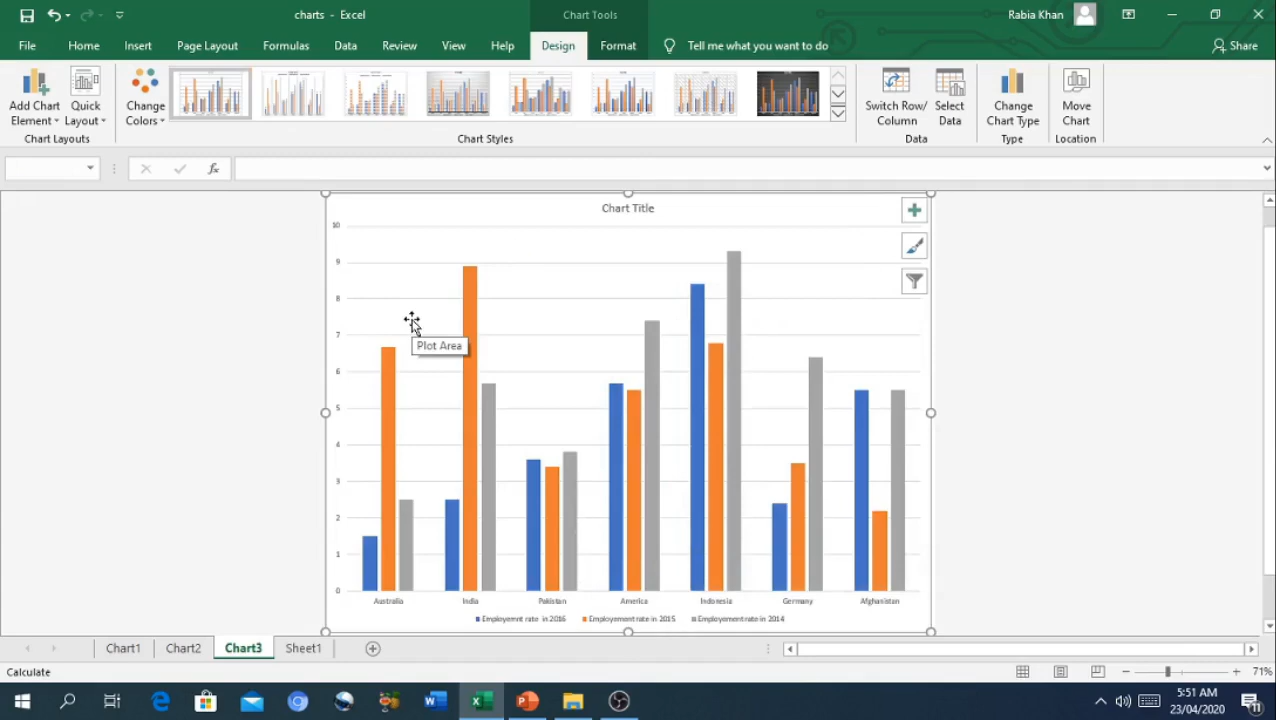 charts - Excel
Chart Tools
Rabia Khan
File
Home
Insert
Page Layout
Formulas
Data
Review
View
Help
Design
Format
Tell me what you want to do
Share
Add Chart
Element
Quick
Layout
Change
Colors
Switch Row/
Column
Select
Data
Change
Chart Type
Move
Chart
Chart Layouts
Chart Styles
Data
Type
Location
fx
Chart Title
10
9
8
7
6
5
4
3
2
1
0
Plot Area
Australia
India
Pakistan
America
Indonesia
Germany
Afghanistan
Employemnt rate in 2016
Employement rate in 2015
Employement rate in 2014
Chart1
Chart2
Chart3
Sheet1
Calculate
71%
5:51 AM
23/04/2020